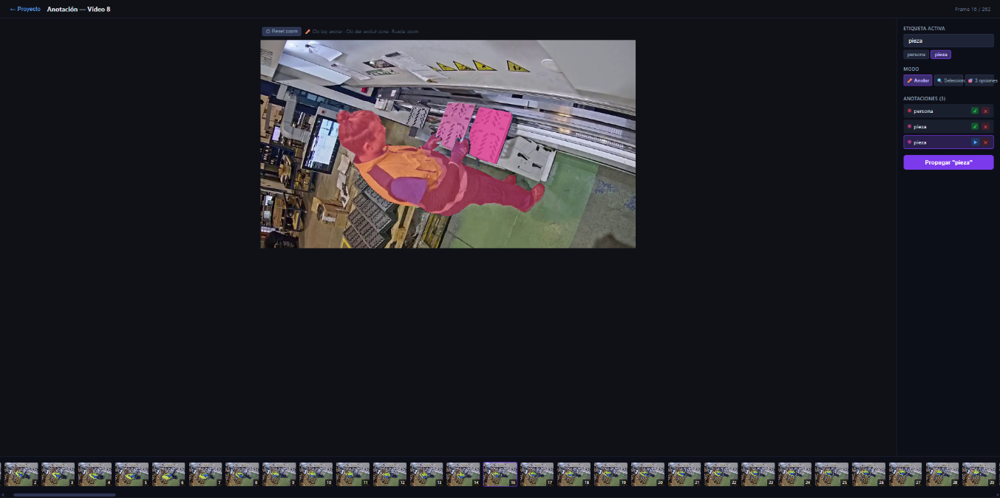 ← Proyecto Anotación — Video 8 Frame 16 / 262
Reset zoom Clic izq: anotar · Clic der: excluir zona · Rueda: zoom
ETIQUETA ACTIVA
pieza
persona pieza
MODO
Anotar Seleccion 3 opciones
ANOTACIONES (3)
persona
pieza
pieza
Propagar "pieza"
2 3 4 5 6 7 8 9 10 11 12 13 14 16 17 18 19 20 21 22 23 24 25 26 27 28 29